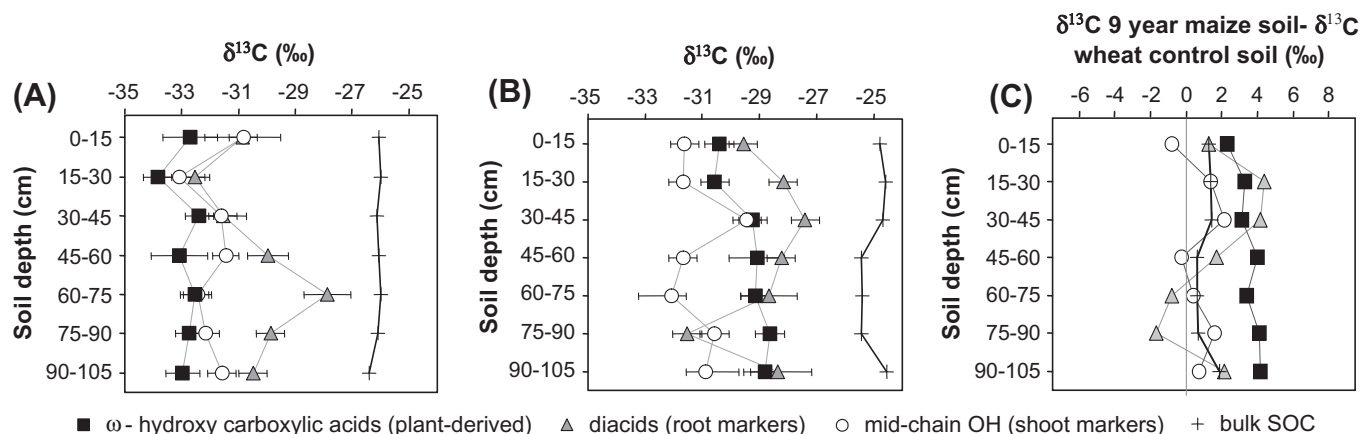 (A)
δ¹³C (‰)
-35 -33 -31 -29 -27 -25
Soil depth (cm)
0-15
15-30
30-45
45-60
60-75
75-90
90-105
(B)
δ¹³C (‰)
-35 -33 -31 -29 -27 -25
Soil depth (cm)
0-15
15-30
30-45
45-60
60-75
75-90
90-105
(C)
δ¹³C 9 year maize soil- δ¹³C
wheat control soil (‰)
-6 -4 -2 0 2 4 6 8
Soil depth (cm)
0-15
15-30
30-45
45-60
60-75
75-90
90-105
ω - hydroxy carboxylic acids (plant-derived) diacids (root markers) mid-chain OH (shoot markers) bulk SOC